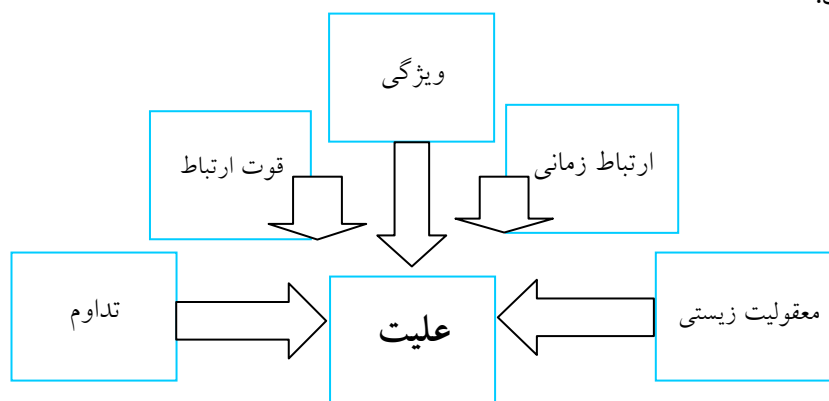 ویژگی
ارتباط زمانی
قوت ارتباط
معقولیت زیستی
علیت
تداوم